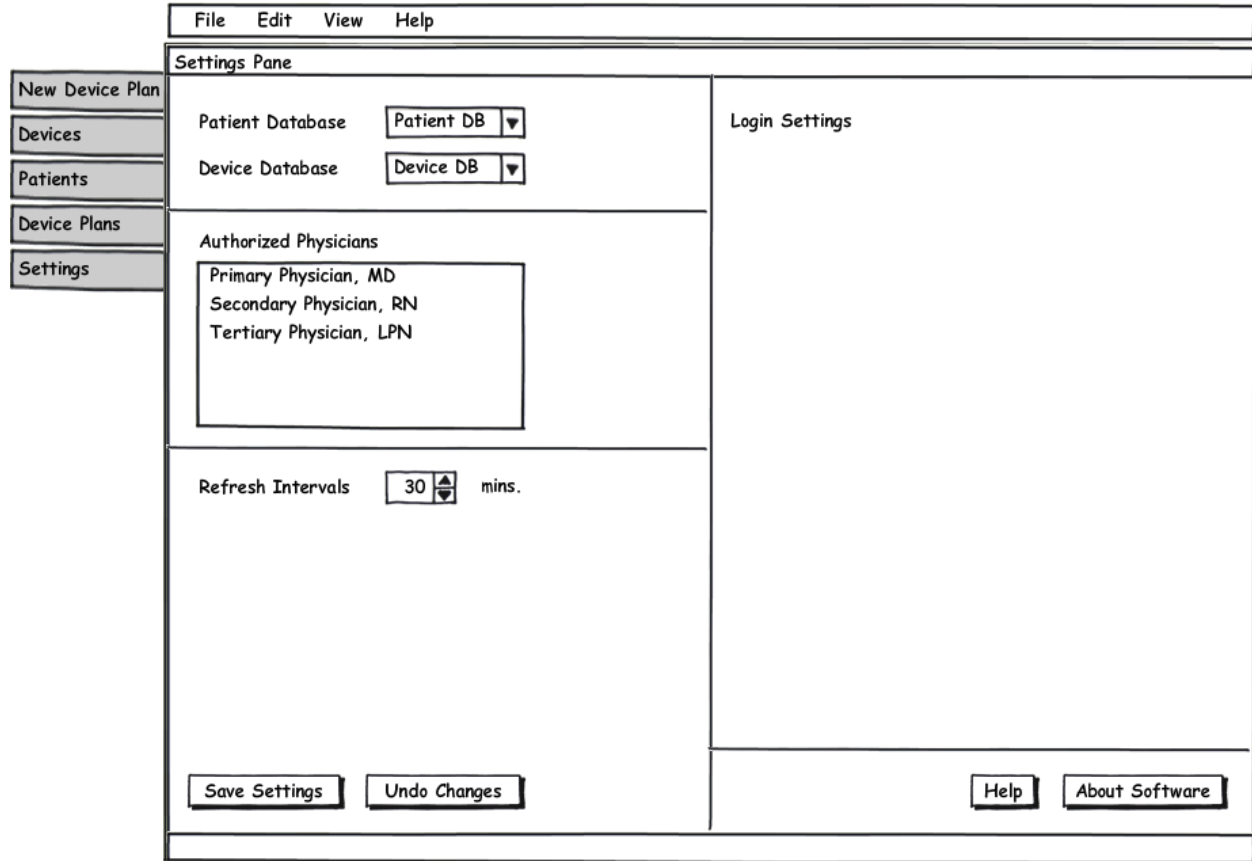 File Edit View Help
Settings Pane
New Device Plan
Devices
Patients
Device Plans
Settings
Patient Database Patient DB
Device Database Device DB
Authorized Physicians
Primary Physician, MD
Secondary Physician, RN
Tertiary Physician, LPN
Refresh Intervals 30 mins.
Save Settings Undo Changes
Login Settings
Help About Software